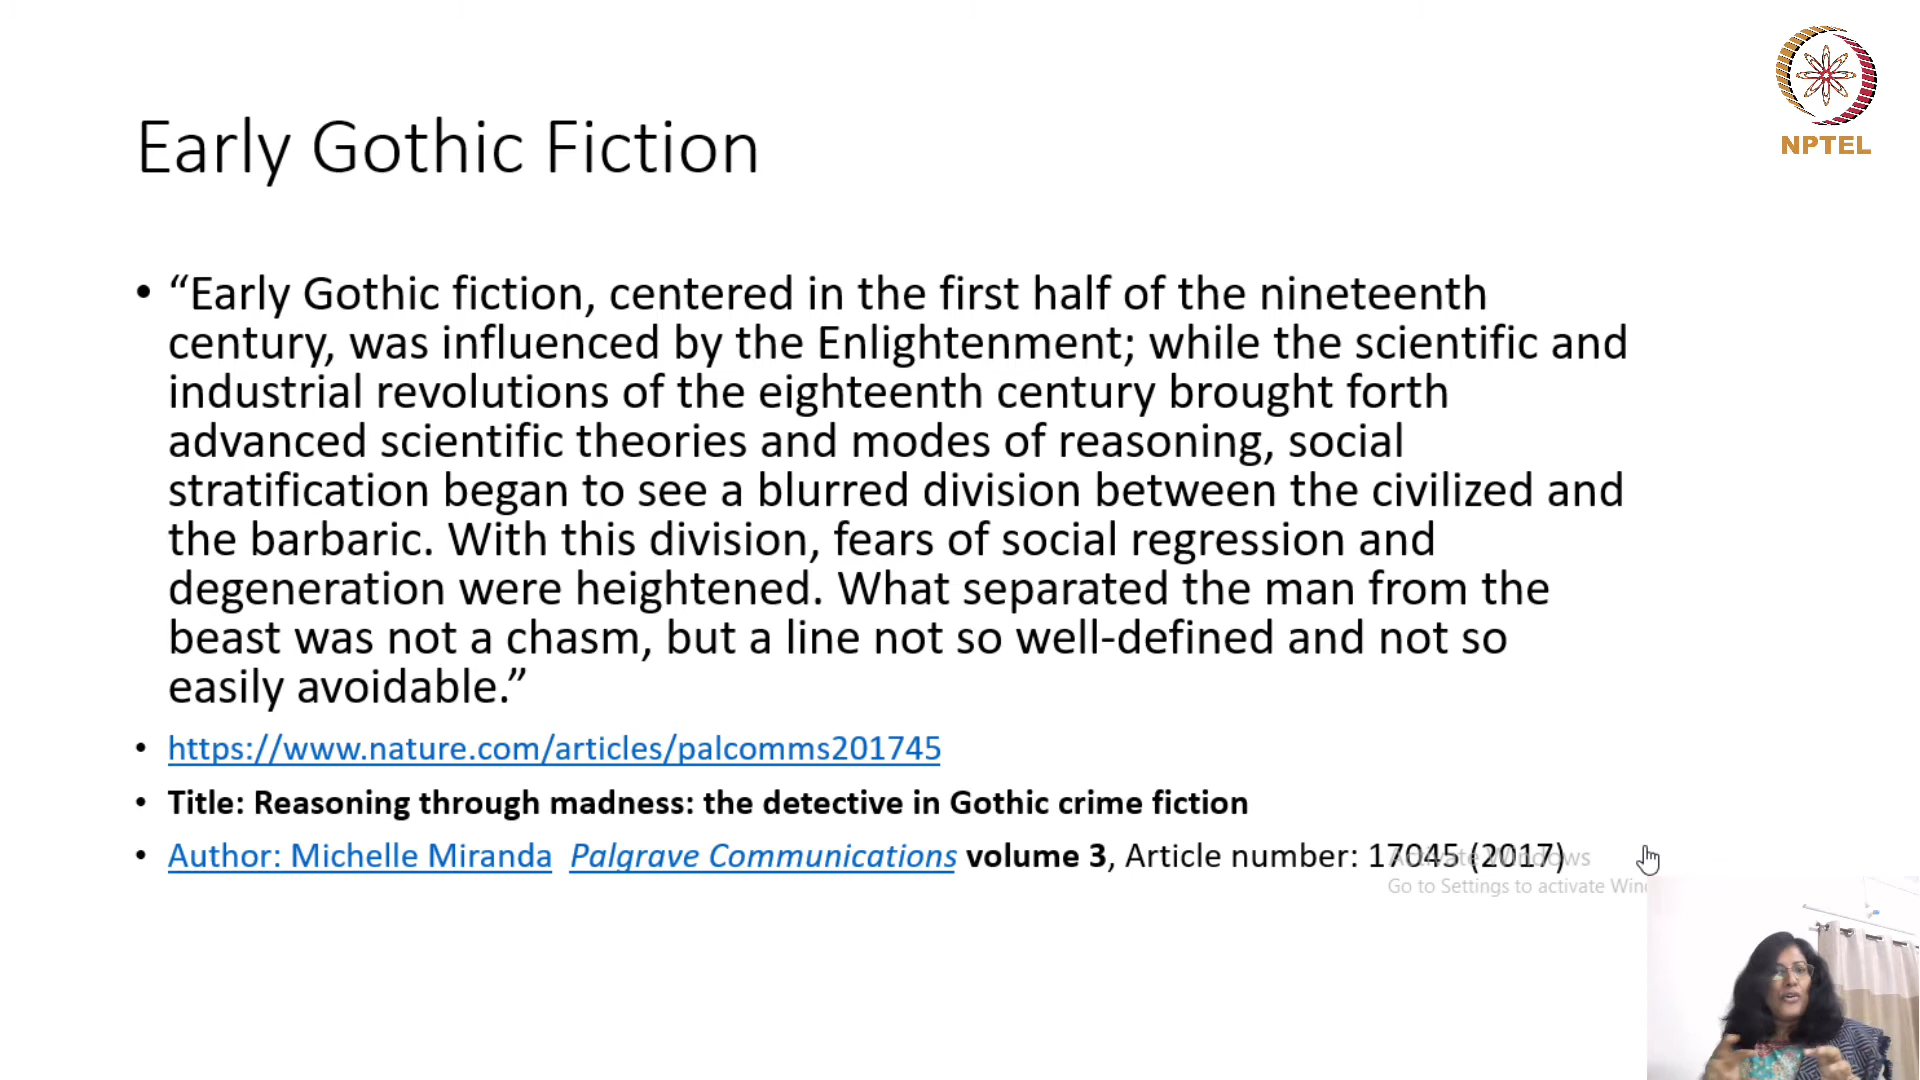 NPTEL
Early Gothic Fiction
• “Early Gothic fiction, centered in the first half of the nineteenth
century, was influenced by the Enlightenment; while the scientific and
industrial revolutions of the eighteenth century brought forth
advanced scientific theories and modes of reasoning, social
stratification began to see a blurred division between the civilized and
the barbaric. With this division, fears of social regression and
degeneration were heightened. What separated the man from the
beast was not a chasm, but a line not so well-defined and not so
easily avoidable.”
• https://www.nature.com/articles/palcomms201745
• Title: Reasoning through madness: the detective in Gothic crime fiction
• Author: Michelle Miranda Palgrave Communications volume 3, Article number: 17045 (2017)
Activate Windows
Go to Settings to activate Win